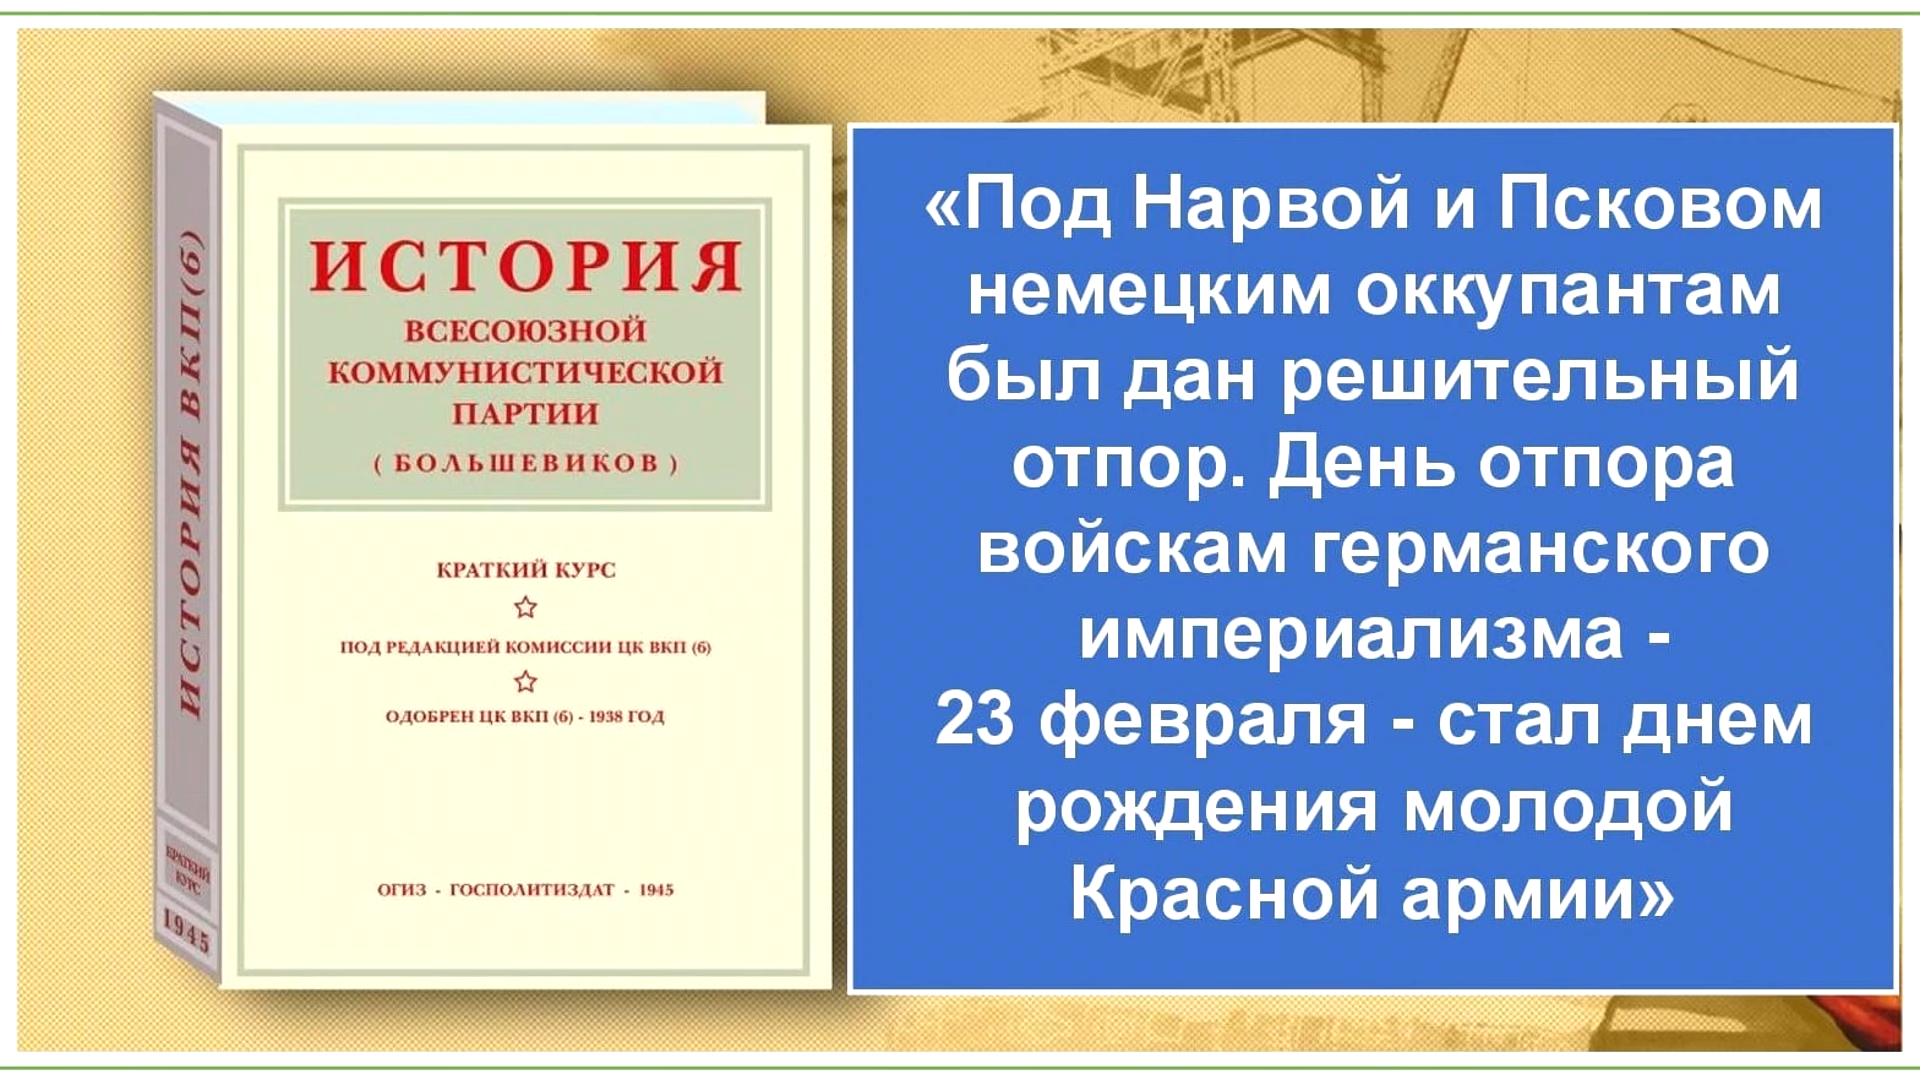 ИСТОРИЯ ВКП(б)
КРАТКИЙ
КУРС
1945
ИСТОРИЯ
ВСЕСОЮЗНОЙ
КОММУНИСТИЧЕСКОЙ
ПАРТИИ
( БОЛЬШЕВИКОВ )
КРАТКИЙ КУРС
ПОД РЕДАКЦИЕЙ КОМИССИИ ЦК ВКП (б)
ОДОБРЕН ЦК ВКП (б) - 1938 ГОД
ОГИЗ - ГОСПОЛИТИЗДАТ - 1945
«Под Нарвой и Псковом
немецким оккупантам
был дан решительный
отпор. День отпора
войскам германского
империализма -
23 февраля - стал днем
рождения молодой
Красной армии»